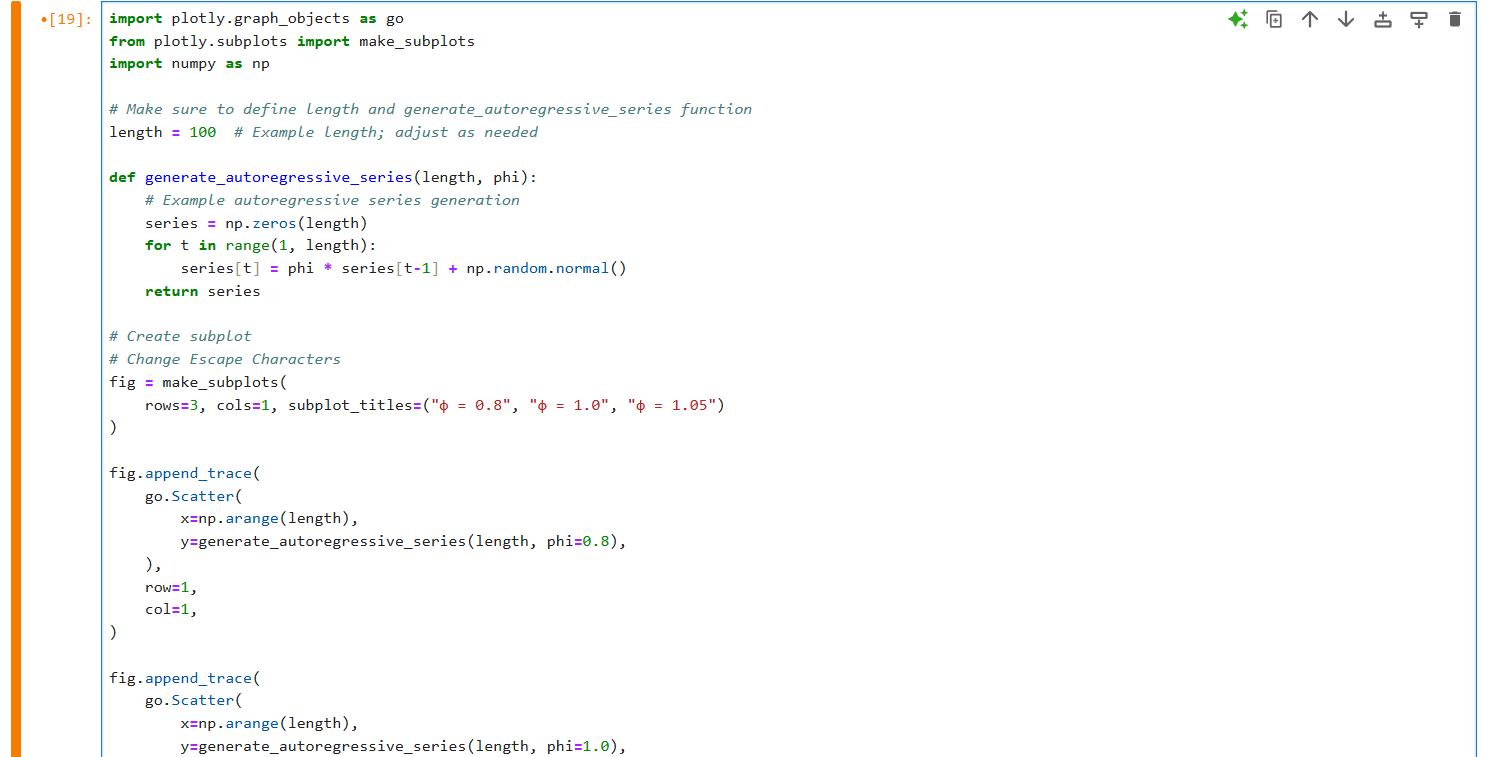 •[19]:
import plotly.graph_objects as go
from plotly.subplots import make_subplots
import numpy as np
# Make sure to define length and generate_autoregressive_series function
length = 100  # Example length; adjust as needed
def generate_autoregressive_series(length, phi):
    # Example autoregressive series generation
    series = np.zeros(length)
    for t in range(1, length):
        series[t] = phi * series[t-1] + np.random.normal()
    return series
# Create subplot
# Change Escape Characters
fig = make_subplots(
    rows=3, cols=1, subplot_titles=("ϕ = 0.8", "ϕ = 1.0", "ϕ = 1.05")
)
fig.append_trace(
    go.Scatter(
        x=np.arange(length),
        y=generate_autoregressive_series(length, phi=0.8),
    ),
    row=1,
    col=1,
)
fig.append_trace(
    go.Scatter(
        x=np.arange(length),
        y=generate_autoregressive_series(length, phi=1.0),